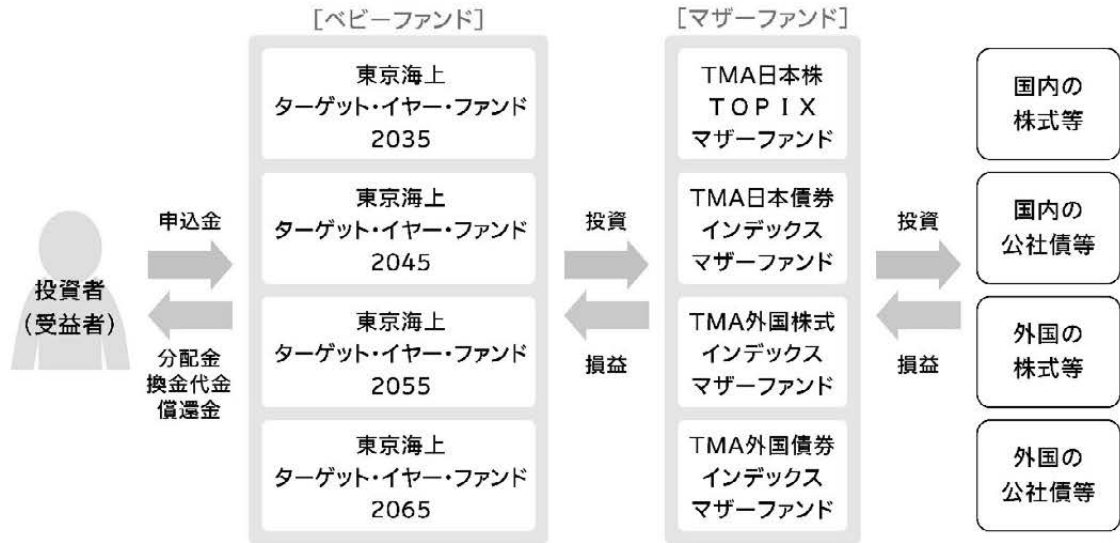 ［ベビーファンド］
［マザーファンド］
東京海上
ターゲット・イヤー・ファンド
2035
東京海上
ターゲット・イヤー・ファンド
2045
東京海上
ターゲット・イヤー・ファンド
2055
東京海上
ターゲット・イヤー・ファンド
2065
TMA日本株
ＴＯＰＩＸ
マザーファンド
TMA日本債券
インデックス
マザーファンド
TMA外国株式
インデックス
マザーファンド
TMA外国債券
インデックス
マザーファンド
国内の
株式等
国内の
公社債等
外国の
株式等
外国の
公社債等
投資者
（受益者）
申込金
分配金
換金代金
償還金
投資
損益
投資
損益